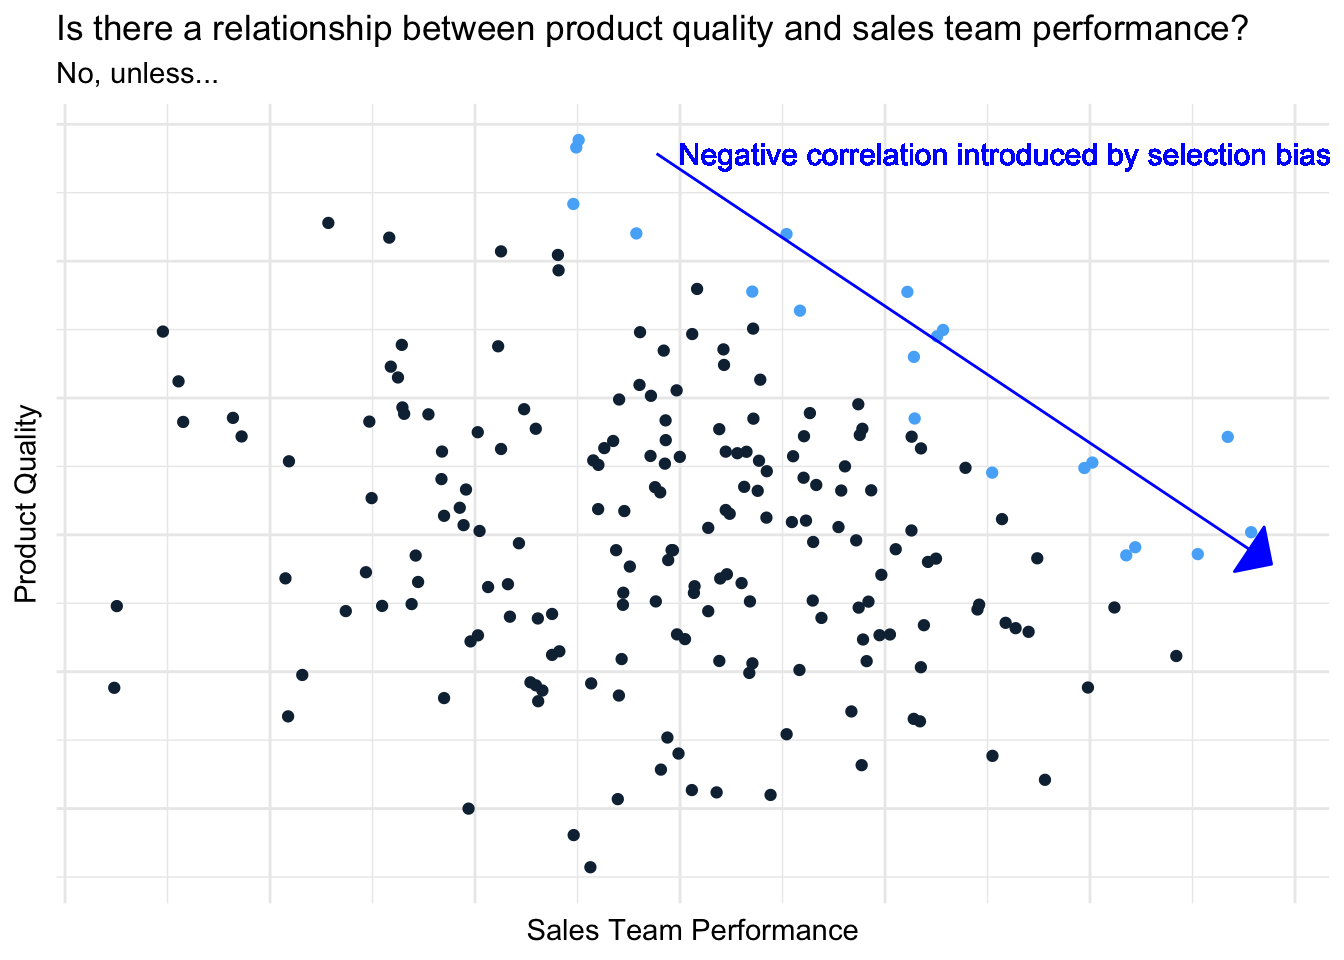 Is there a relationship between product quality and sales team performance?
No, unless...
Negative correlation introduced by selection bias
Product Quality
Sales Team Performance